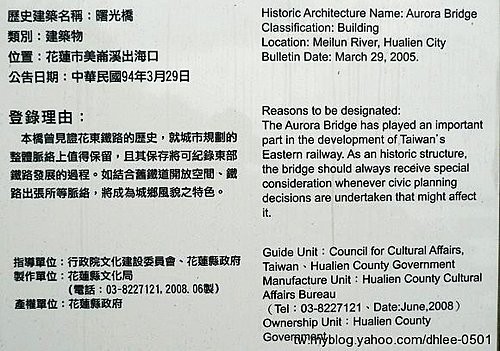 歷史建築名稱：曙光橋
類別：建築物
位置：花蓮市美崙溪出海口
公告日期：中華民國94年3月29日
登錄理由：
本橋曾見證花東鐵路的歷史，就城市規劃的
整體脈絡上值得保留，且其保存將可紀錄東部
鐵路發展的過程。如結合舊鐵道開放空間、鐵
路出張所等脈絡，將成為城鄉風貌之特色。
指導單位：行政院文化建設委員會、花蓮縣政府
製作單位：花蓮縣文化局
（電話：03-8227121,2008.06製）
產權單位：花蓮縣政府
Historic Architecture Name: Aurora Bridge
Classification: Building
Location: Meilun River, Hualien City
Bulletin Date: March 29, 2005.
Reasons to be designated:
The Aurora Bridge has played an important
part in the development of Taiwan's
Eastern railway. As an historic structure,
the bridge should always receive special
consideration whenever civic planning
decisions are undertaken that might affect
it.
Guide Unit：Council for Cultural Affairs,
Taiwan、Hualien County Government
Manufacture Unit：Hualien County Cultural
Affairs Bureau
（Tel：03-8227121、Date:June,2008）
Ownership Unit：Hualien County
Government
tw.myblog.yahoo.com/dhlee-0501